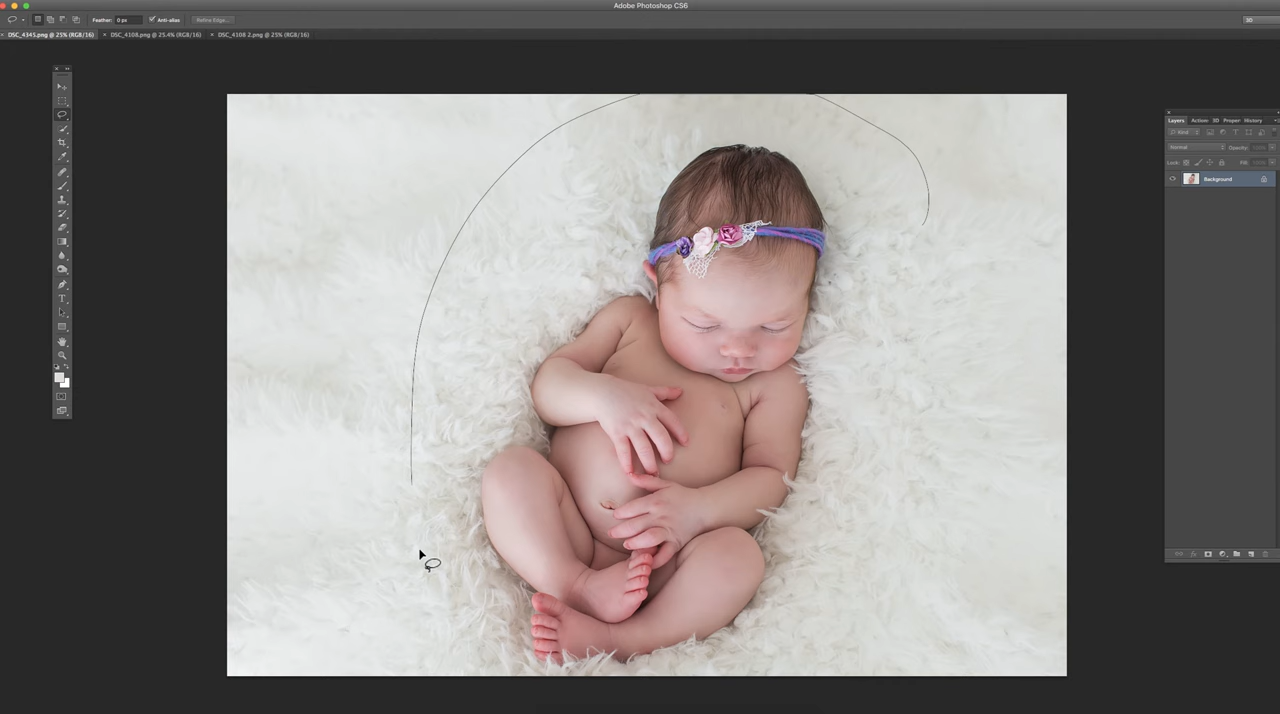 Adobe Photoshop CS6
Feather: 0 px Anti-alias Refine Edge... 3D
DSC_4345.png @ 25% (RGB/16) × DSC_4108.png @ 25.4% (RGB/16) × DSC_4108 2.png @ 25% (RGB/16)
Layers Action 3D Proper History
Kind
Normal Opacity:
Lock: Fill:
Background